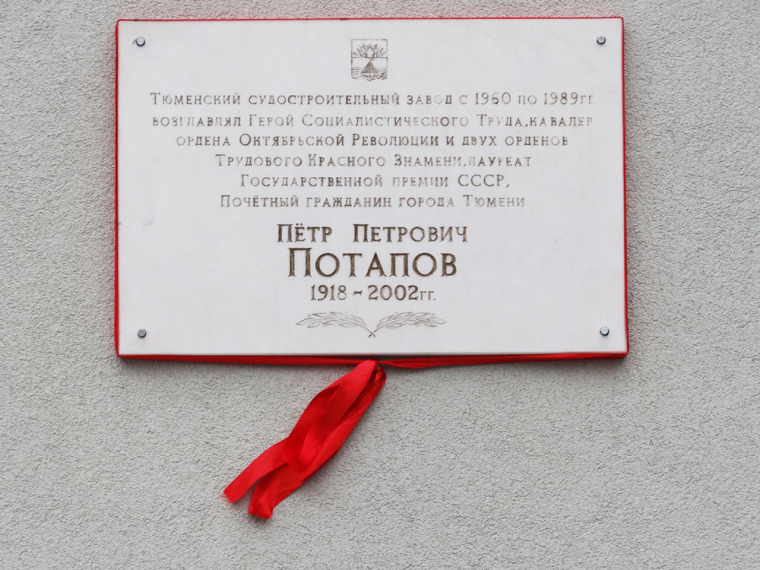 Тюменский судостроительный завод с 1960 по 1989гг.
возглавлял Герой Социалистического Труда, кавалер
ордена Октябрьской Революции и двух орденов
Трудового Красного Знамени, лауреат
Государственной премии СССР,
Почётный гражданин города Тюмени
Пётр Петрович
Потапов
1918 - 2002гг.